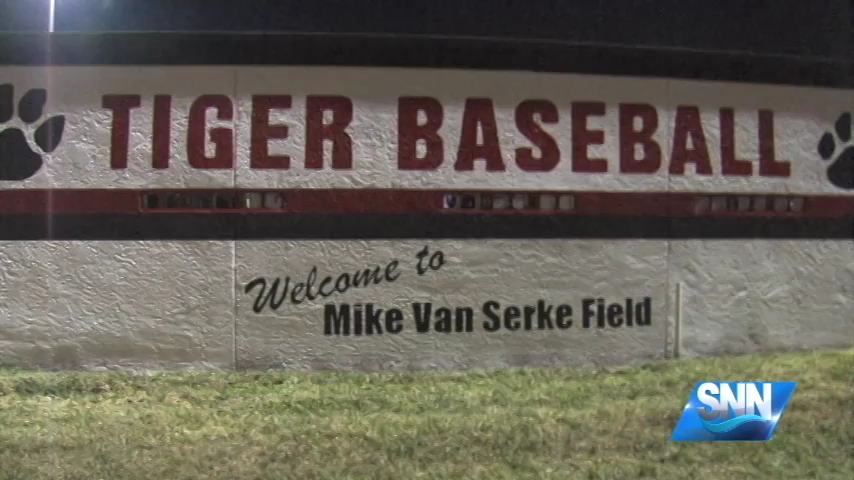 TIGER BASEBALL
Welcome to
Mike Van Serke Field
SNN